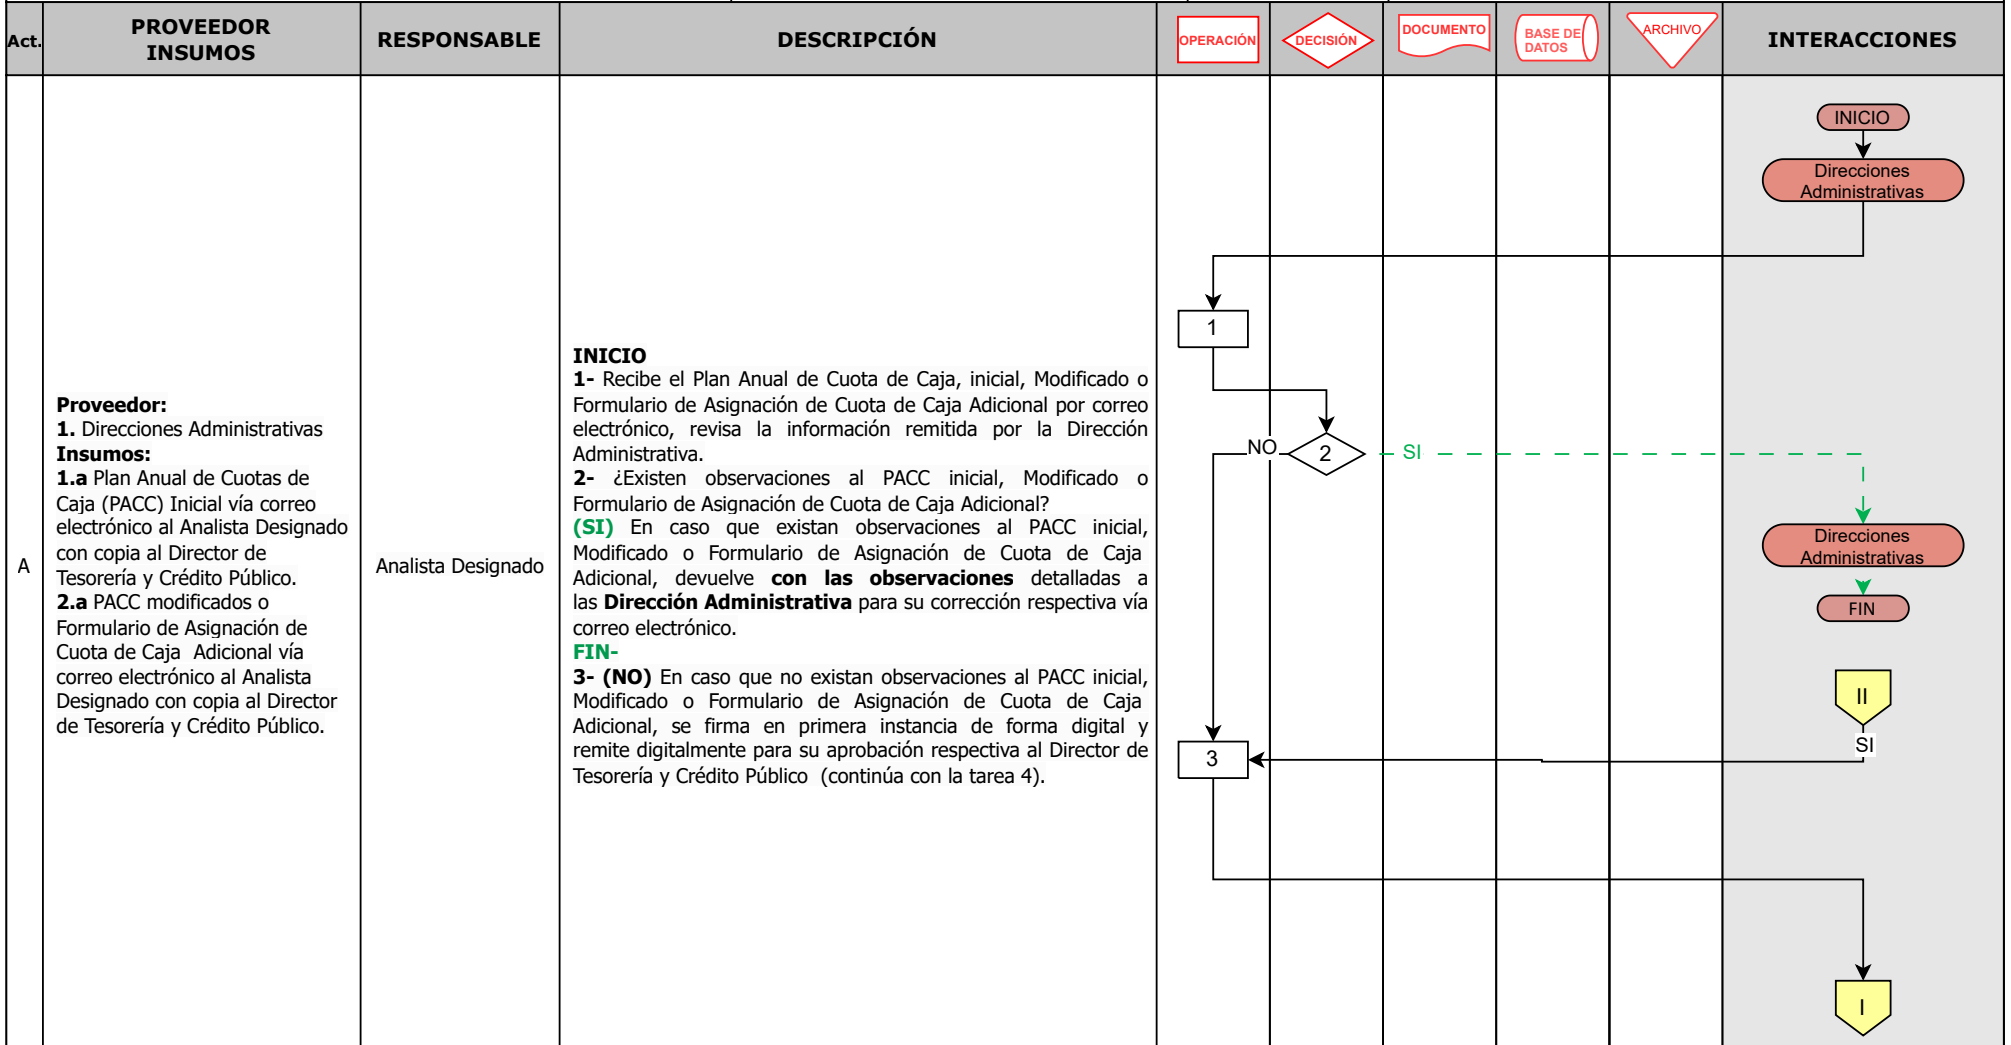 Act.
PROVEEDOR
INSUMOS
RESPONSABLE
DESCRIPCIÓN
OPERACIÓN
DECISIÓN
DOCUMENTO
BASE DE
DATOS
ARCHIVO
INTERACCIONES
A
Proveedor:
1. Direcciones Administrativas
Insumos:
1.a Plan Anual de Cuotas de
Caja (PACC) Inicial vía correo
electrónico al Analista Designado
con copia al Director de
Tesorería y Crédito Público.
2.a PACC modificados o
Formulario de Asignación de
Cuota de Caja Adicional vía
correo electrónico al Analista
Designado con copia al Director
de Tesorería y Crédito Público.
Analista Designado
INICIO
1- Recibe el Plan Anual de Cuota de Caja, inicial, Modificado o
Formulario de Asignación de Cuota de Caja Adicional por correo
electrónico, revisa la información remitida por la Dirección
Administrativa.
2- ¿Existen observaciones al PACC inicial, Modificado o
Formulario de Asignación de Cuota de Caja Adicional?
(SI) En caso que existan observaciones al PACC inicial,
Modificado o Formulario de Asignación de Cuota de Caja
Adicional, devuelve con las observaciones detalladas a
las Dirección Administrativa para su corrección respectiva vía
correo electrónico.
FIN-
3- (NO) En caso que no existan observaciones al PACC inicial,
Modificado o Formulario de Asignación de Cuota de Caja
Adicional, se firma en primera instancia de forma digital y
remite digitalmente para su aprobación respectiva al Director de
Tesorería y Crédito Público (continúa con la tarea 4).
INICIO
Direcciones
Administrativas
1
NO
2
SI
Direcciones
Administrativas
FIN
II
SI
3
I